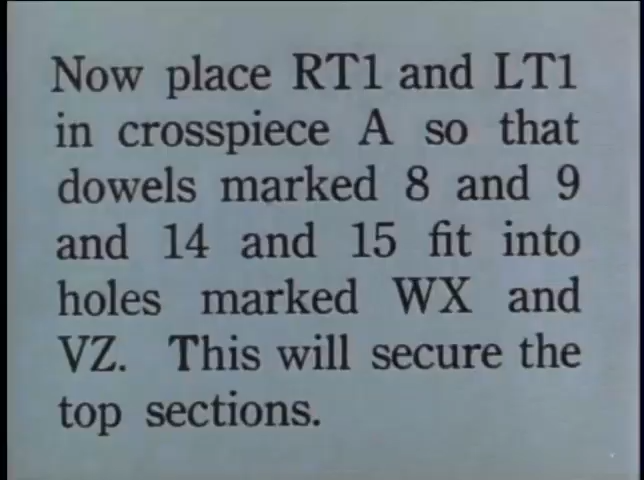 Now place RT1 and LT1
in crosspiece A so that
dowels marked 8 and 9
and 14 and 15 fit into
holes marked WX and
VZ. This will secure the
top sections.